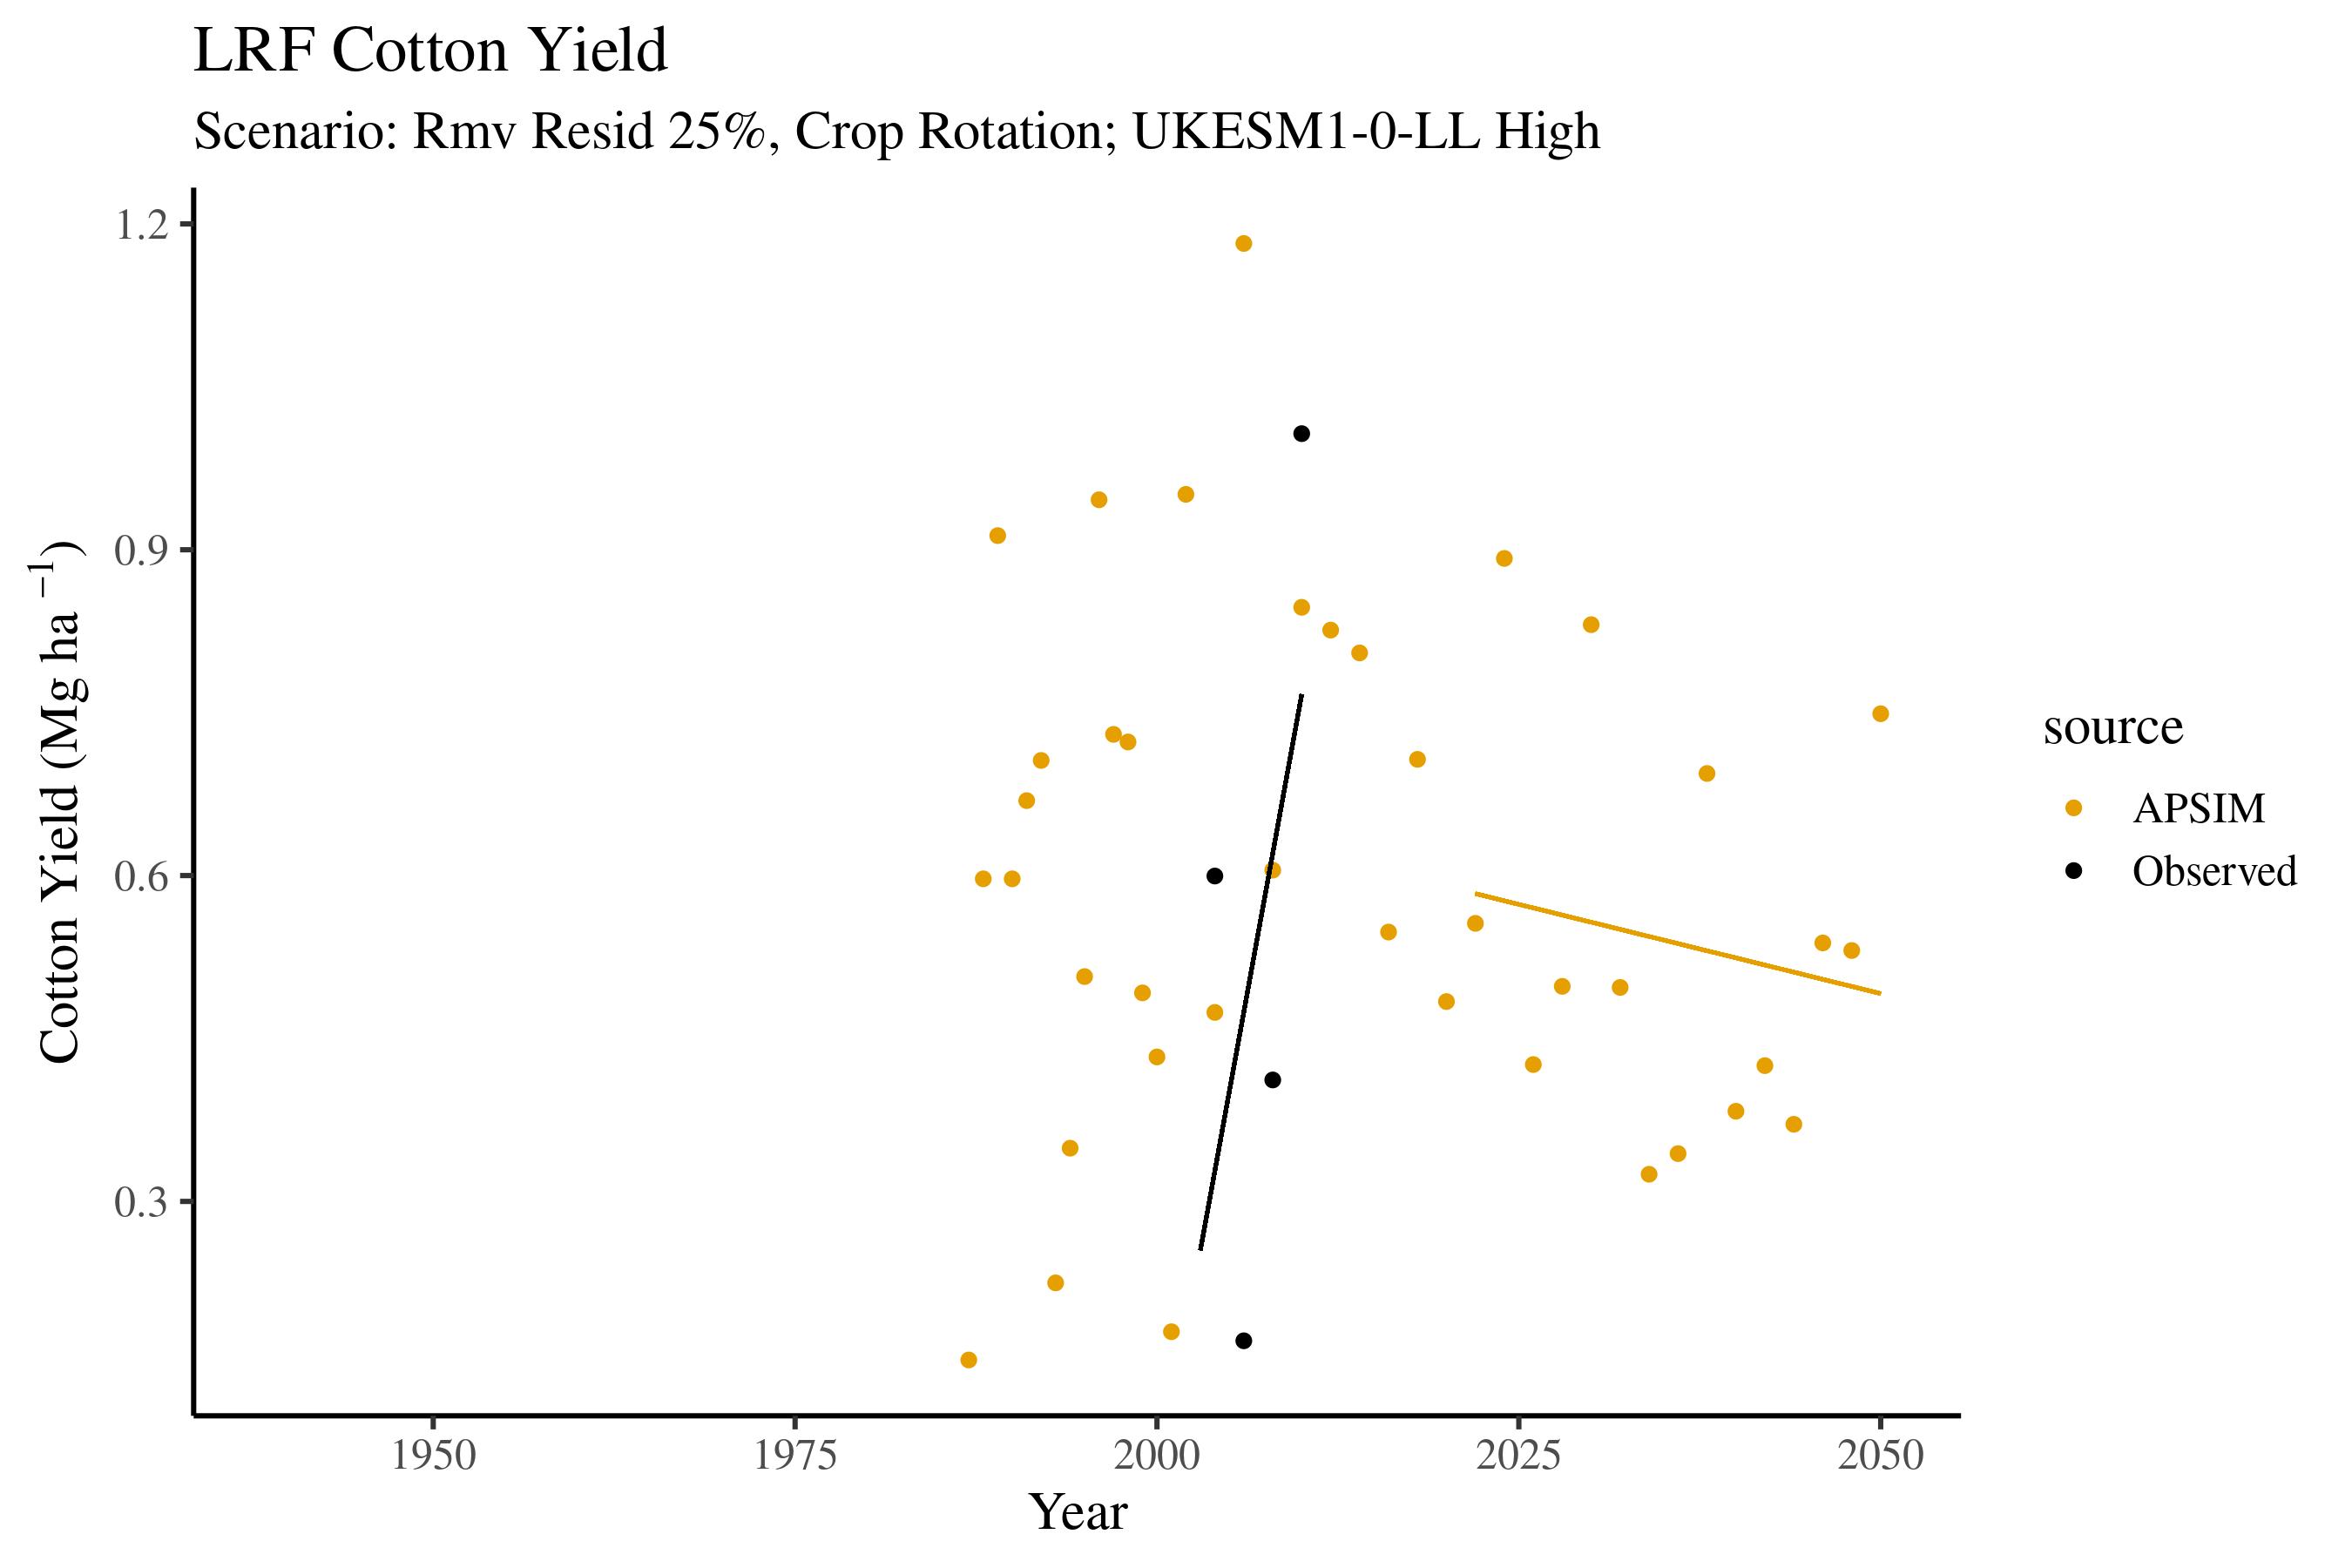 LRF Cotton Yield
Scenario: Rmv Resid 25%, Crop Rotation; UKESM1-0-LL High
Cotton Yield (Mg ha −1)
1.2
0.9
0.6
0.3
1950 1975 2000 2025 2050
Year
source
APSIM
Observed